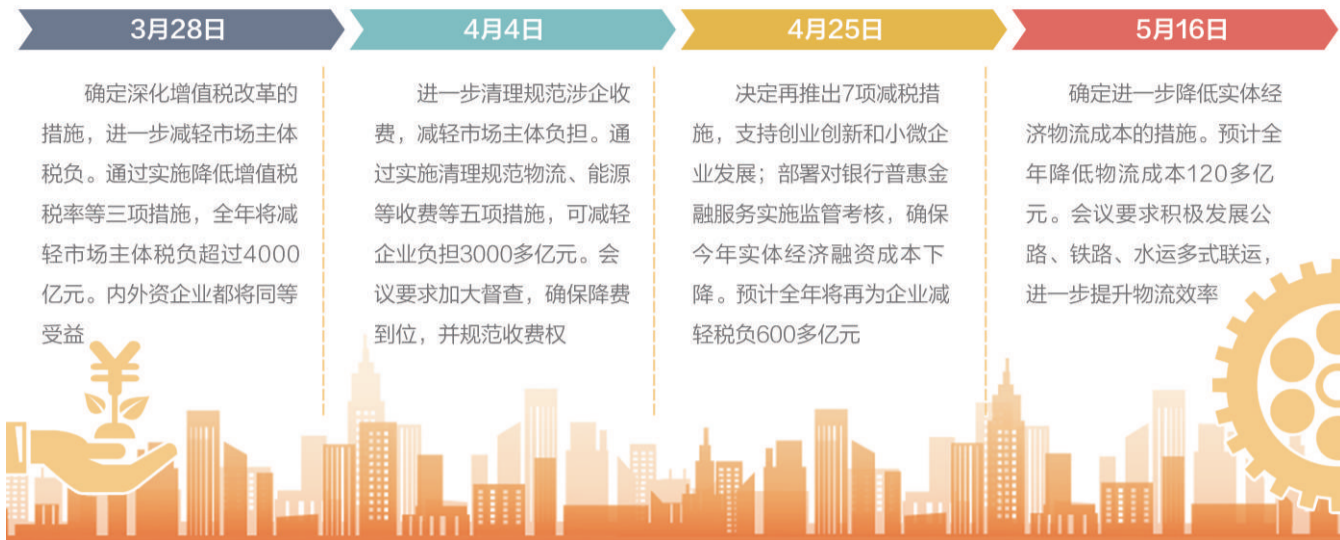 3月28日
确定深化增值税改革的
措施，进一步减轻市场主体
税负。通过实施降低增值税
税率等三项措施，全年将减
轻市场主体税负超过4000
亿元。内外资企业都将同等
受益
4月4日
进一步清理规范涉企收
费，减轻市场主体负担。通
过实施清理规范物流、能源
等收费等五项措施，可减轻
企业负担3000多亿元。会
议要求加大督查，确保降费
到位，并规范收费权
4月25日
决定再推出7项减税措
施，支持创业创新和小微企
业发展；部署对银行普惠金
融服务实施监管考核，确保
今年实体经济融资成本下
降。预计全年将再为企业减
轻税负600多亿元
5月16日
确定进一步降低实体经
济物流成本的措施。预计全
年降低物流成本120多亿
元。会议要求积极发展公
路、铁路、水运多式联运，
进一步提升物流效率